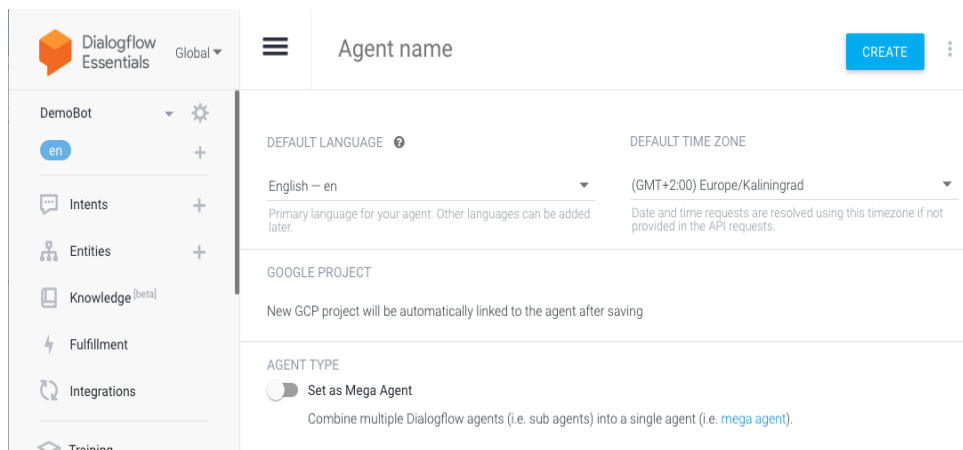 Dialogflow
Essentials
Global
DemoBot
en
Intents
Entities
Knowledge [beta]
Fulfillment
Integrations
Training
Agent name
CREATE
DEFAULT LANGUAGE
English — en
Primary language for your agent. Other languages can be added
later.
DEFAULT TIME ZONE
(GMT+2:00) Europe/Kaliningrad
Date and time requests are resolved using this timezone if not
provided in the API requests.
GOOGLE PROJECT
New GCP project will be automatically linked to the agent after saving
AGENT TYPE
Set as Mega Agent
Combine multiple Dialogflow agents (i.e. sub agents) into a single agent (i.e. mega agent).